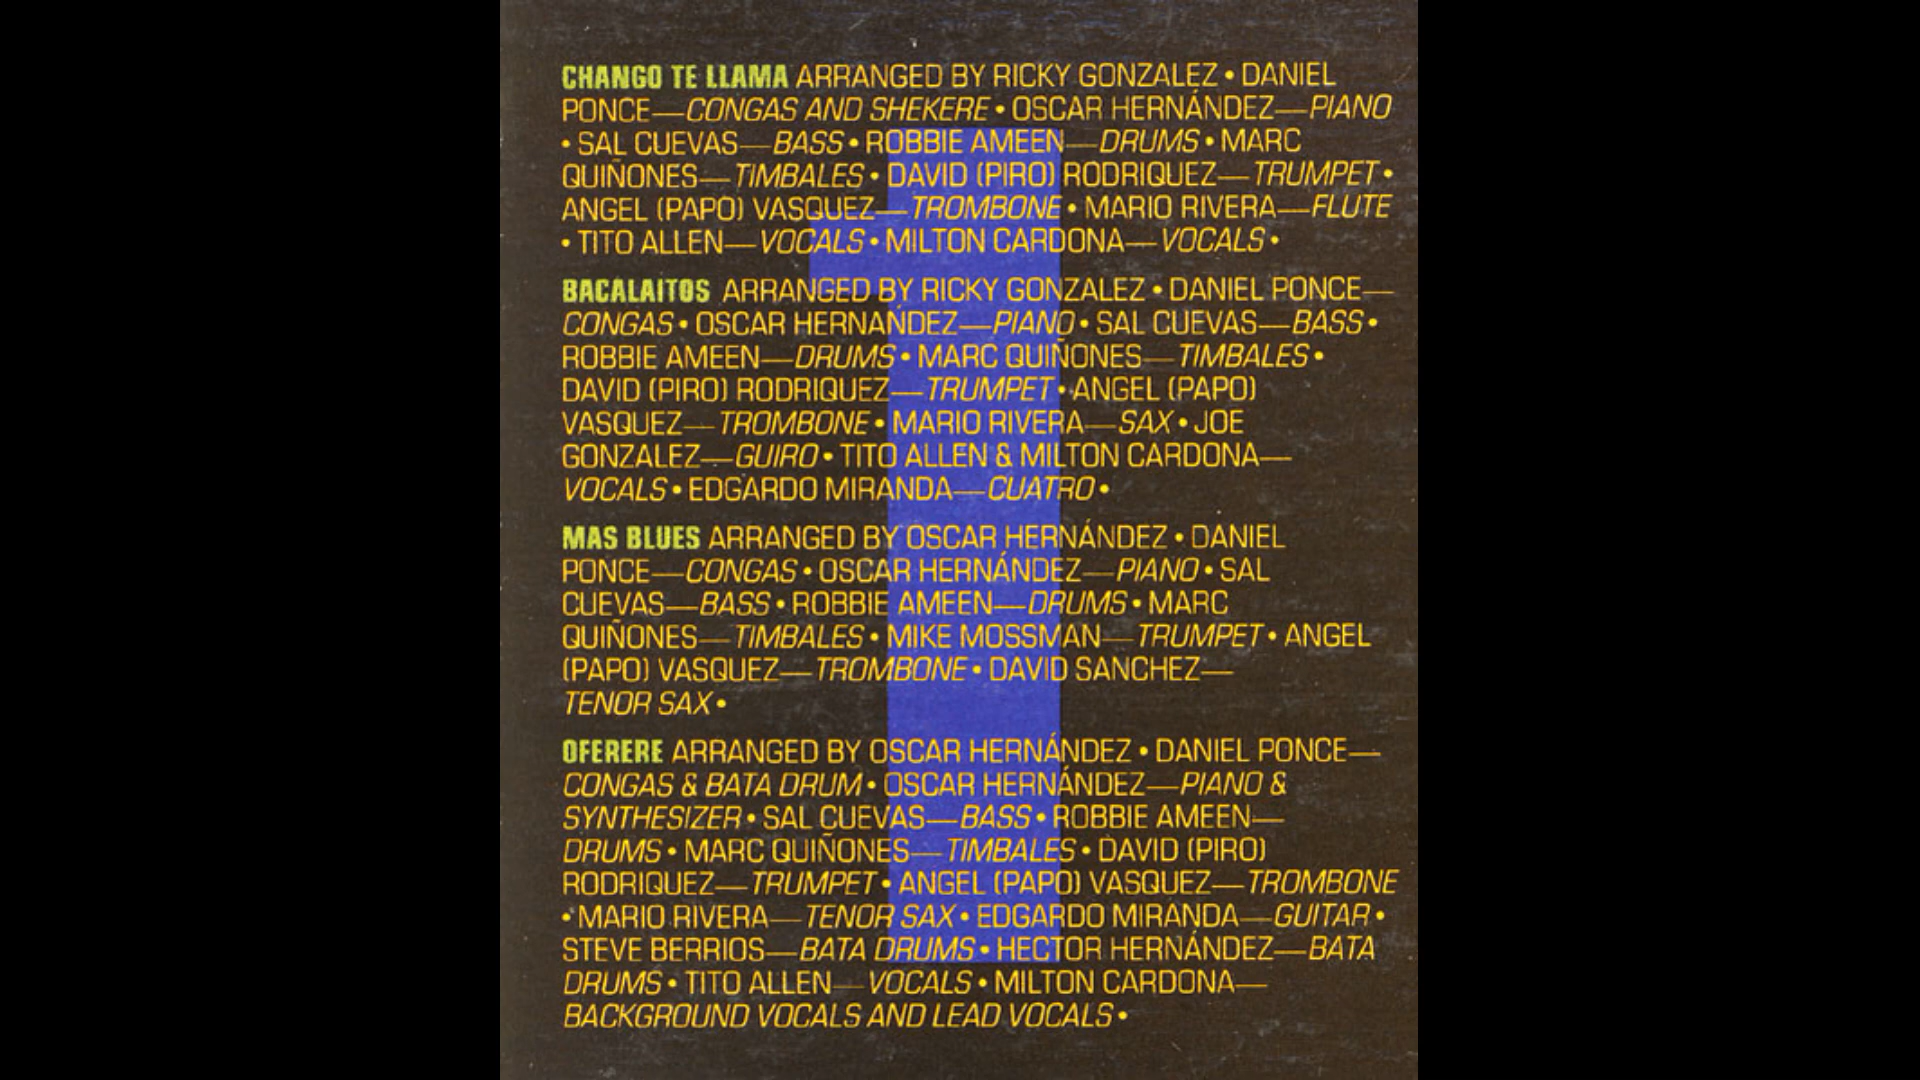 CHANGO TE LLAMA ARRANGED BY RICKY GONZALEZ • DANIEL
PONCE—CONGAS AND SHEKERE • OSCAR HERNÁNDEZ—PIANO
• SAL CUEVAS—BASS • ROBBIE AMEEN—DRUMS • MARC
QUIÑONES—TIMBALES • DAVID (PIRO) RODRIQUEZ—TRUMPET •
ANGEL (PAPO) VASQUEZ—TROMBONE • MARIO RIVERA—FLUTE
• TITO ALLEN—VOCALS • MILTON CARDONA—VOCALS •
BACALAITOS ARRANGED BY RICKY GONZALEZ • DANIEL PONCE—
CONGAS • OSCAR HERNÁNDEZ—PIANO • SAL CUEVAS—BASS •
ROBBIE AMEEN—DRUMS • MARC QUIÑONES—TIMBALES •
DAVID (PIRO) RODRIQUEZ—TRUMPET • ANGEL (PAPO)
VASQUEZ—TROMBONE • MARIO RIVERA—SAX • JOE
GONZALEZ—GUIRO • TITO ALLEN & MILTON CARDONA—
VOCALS • EDGARDO MIRANDA—CUATRO •
MAS BLUES ARRANGED BY OSCAR HERNÁNDEZ • DANIEL
PONCE—CONGAS • OSCAR HERNÁNDEZ—PIANO • SAL
CUEVAS—BASS • ROBBIE AMEEN—DRUMS • MARC
QUIÑONES—TIMBALES • MIKE MOSSMAN—TRUMPET • ANGEL
(PAPO) VASQUEZ—TROMBONE • DAVID SANCHEZ—
TENOR SAX •
OFERERE ARRANGED BY OSCAR HERNÁNDEZ • DANIEL PONCE—
CONGAS & BATA DRUM • OSCAR HERNÁNDEZ—PIANO &
SYNTHESIZER • SAL CUEVAS—BASS • ROBBIE AMEEN—
DRUMS • MARC QUIÑONES—TIMBALES • DAVID (PIRO)
RODRIQUEZ—TRUMPET • ANGEL (PAPO) VASQUEZ—TROMBONE
• MARIO RIVERA—TENOR SAX • EDGARDO MIRANDA—GUITAR •
STEVE BERRIOS—BATA DRUMS • HECTOR HERNÁNDEZ—BATA
DRUMS • TITO ALLEN—VOCALS • MILTON CARDONA—
BACKGROUND VOCALS AND LEAD VOCALS •